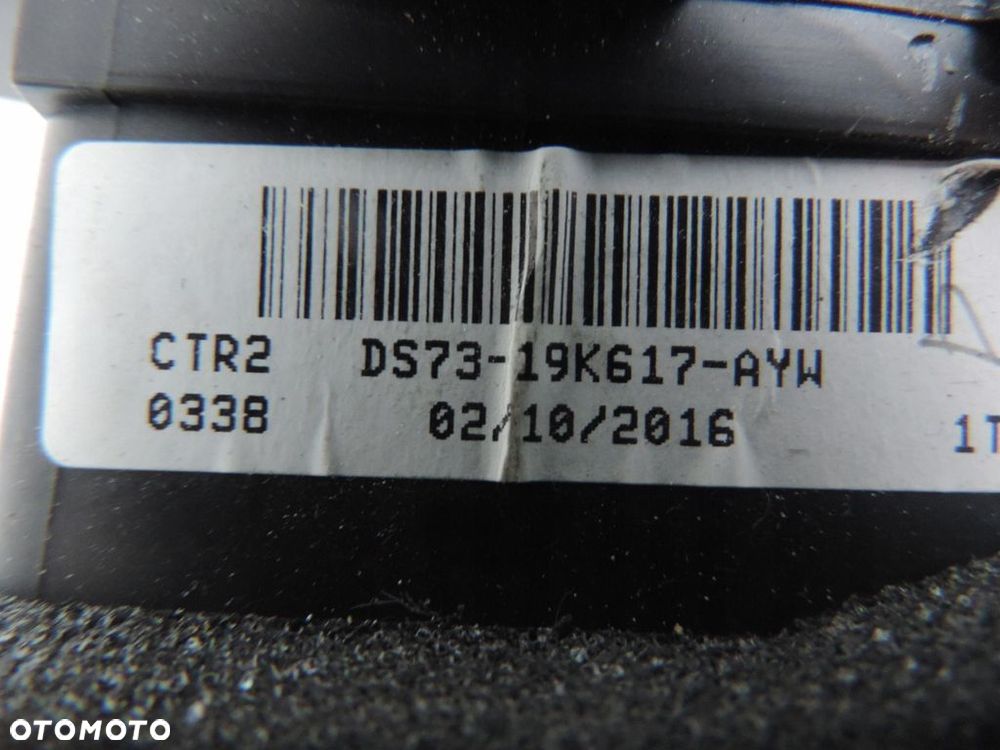 CTR2 DS73-19K617-AYW
0338 02/10/2016 1T
OTOMOTO